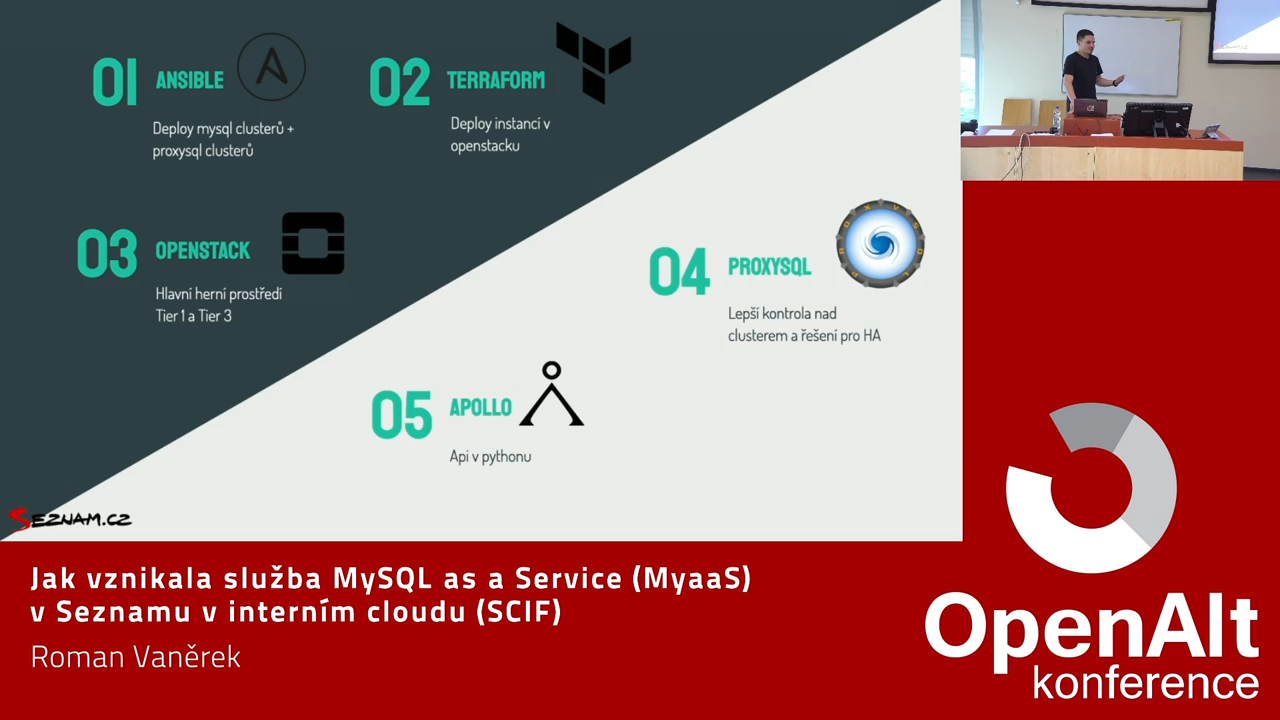 01 ANSIBLE
Deploy mysql clusterů +
proxysql clusterů
02 TERRAFORM
Deploy instancí v
openstacku
03 OPENSTACK
Hlavní herní prostředí
Tier 1 a Tier 3
04 PROXYSQL
Lepší kontrola nad
clusterem a řešení pro HA
05 APOLLO
Api v pythonu
SEZNAM.CZ
Jak vznikala služba MySQL as a Service (MyaaS)
v Seznamu v interním cloudu (SCIF)
Roman Vaněrek
OpenAlt
konference